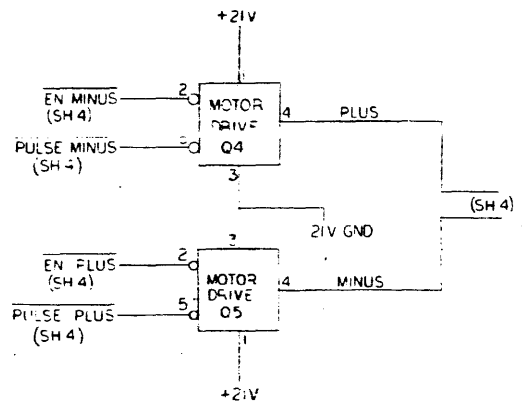 +21V
EN MINUS
(SH 4)
2
MOTOR
DRIVE
Q4
4
PLUS
PULSE MINUS
(SH 4)
3
21V GND
(SH 4)
3
EN PLUS
(SH 4)
2
MOTOR
DRIVE
Q5
4
MINUS
PULSE PLUS
(SH 4)
5
1
+21V